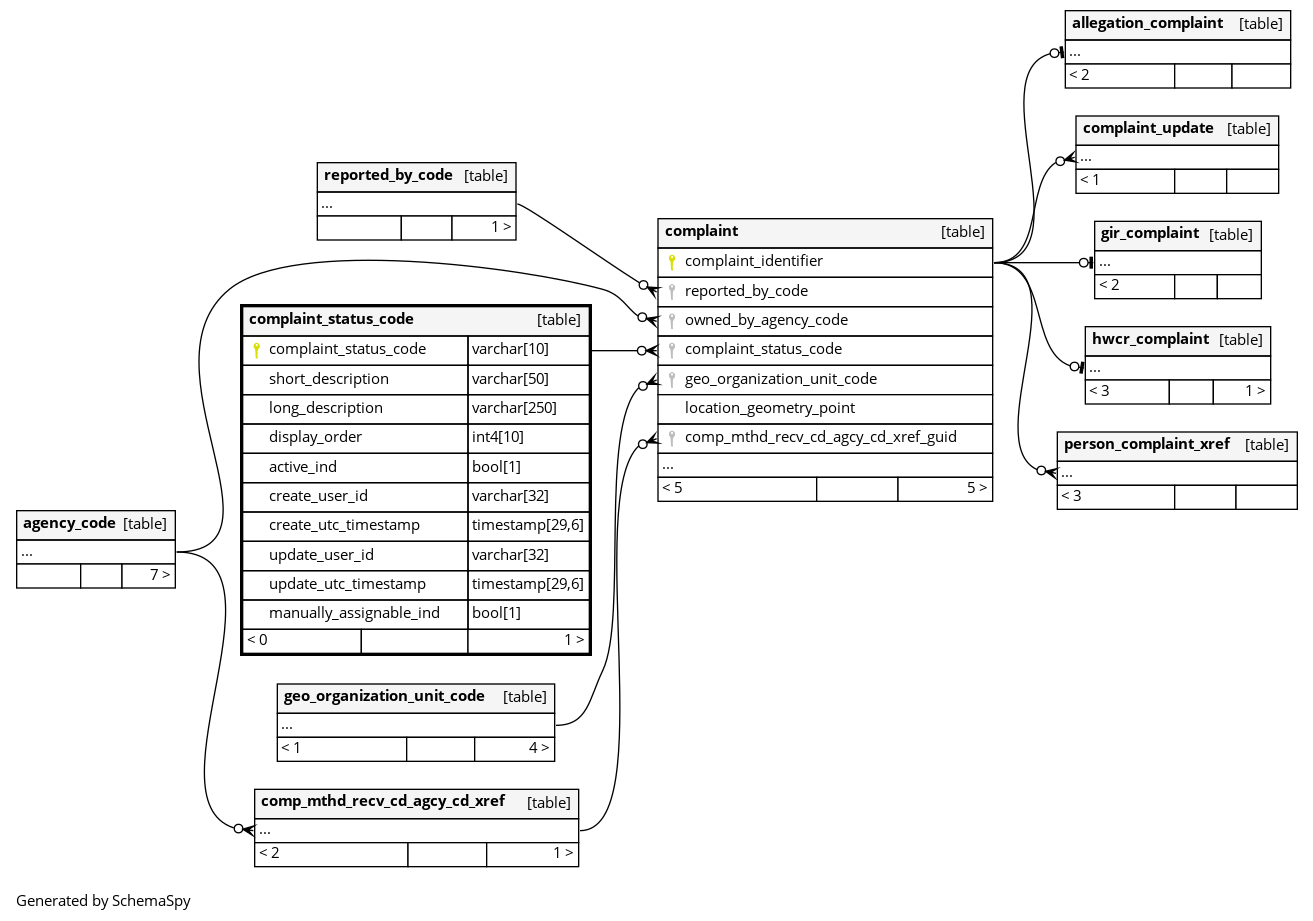 allegation_complaint [table]
...
< 2
complaint_update [table]
...
< 1
reported_by_code [table]
...
1 >
complaint [table]
complaint_identifier
reported_by_code
owned_by_agency_code
complaint_status_code
geo_organization_unit_code
location_geometry_point
comp_mthd_recv_cd_agcy_cd_xref_guid
...
< 5 5 >
gir_complaint [table]
...
< 2
complaint_status_code [table]
complaint_status_code varchar[10]
short_description varchar[50]
long_description varchar[250]
display_order int4[10]
active_ind bool[1]
create_user_id varchar[32]
create_utc_timestamp timestamp[29,6]
update_user_id varchar[32]
update_utc_timestamp timestamp[29,6]
manually_assignable_ind bool[1]
< 0 1 >
hwcr_complaint [table]
...
< 3 1 >
person_complaint_xref [table]
...
< 3
agency_code [table]
...
7 >
geo_organization_unit_code [table]
...
< 1 4 >
comp_mthd_recv_cd_agcy_cd_xref [table]
...
< 2 1 >
Generated by SchemaSpy